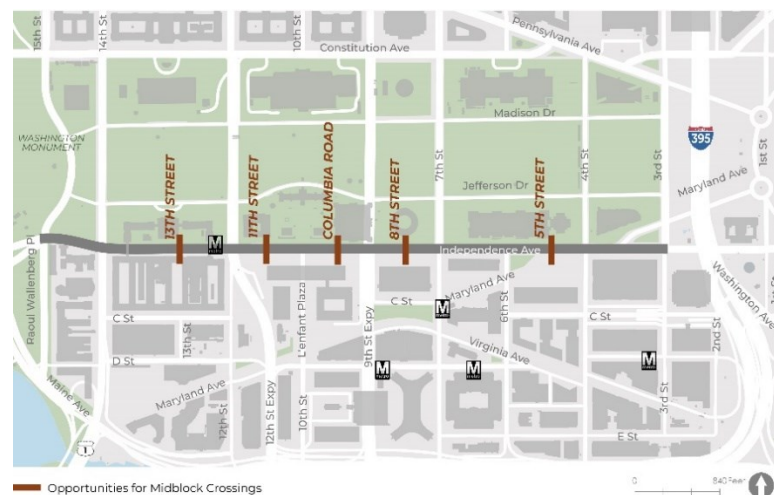 15th St
14th St
10th St
Constitution Ave
Pennsylvania Ave
Madison Dr
WASHINGTON
MONUMENT
395
1st St
13TH STREET
11TH STREET
COLUMBIA ROAD
8TH STREET
7th St
5TH STREET
4th St
3rd St
Maryland Ave
Jefferson Dr
M
Independence Ave
Raoul Wallenberg Pl
Washington Ave
Maryland Ave
C St
C St
C St
M
L'enfant Plaza
9th St Expy
6th St
2nd St
13th St
Virginia Ave
D St
M
M
M
Maine Ave
Maryland Ave
12th St
12th St Expy
10th St
3rd St
E St
1
Opportunities for Midblock Crossings
0
840 Feet